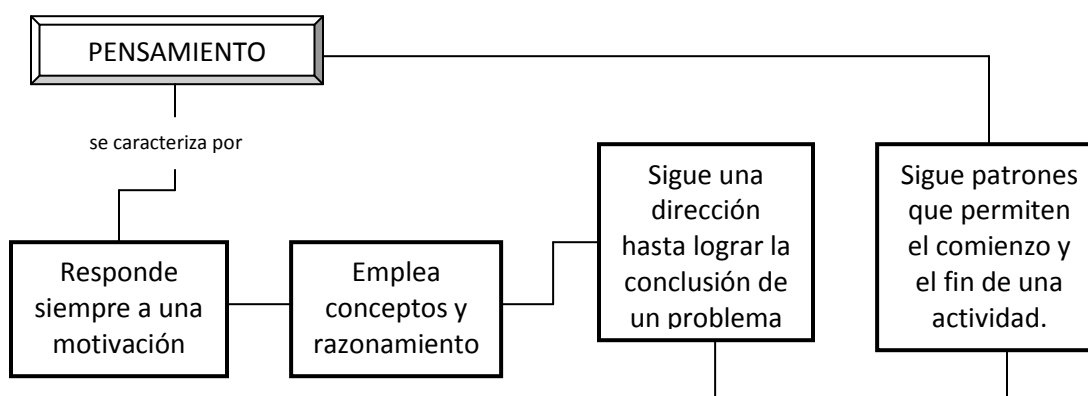 PENSAMIENTO
se caracteriza por
Responde
siempre a una
motivación
Emplea
conceptos y
razonamiento
Sigue una
dirección
hasta lograr la
conclusión de
un problema
Sigue patrones
que permiten
el comienzo y
el fin de una
actividad.